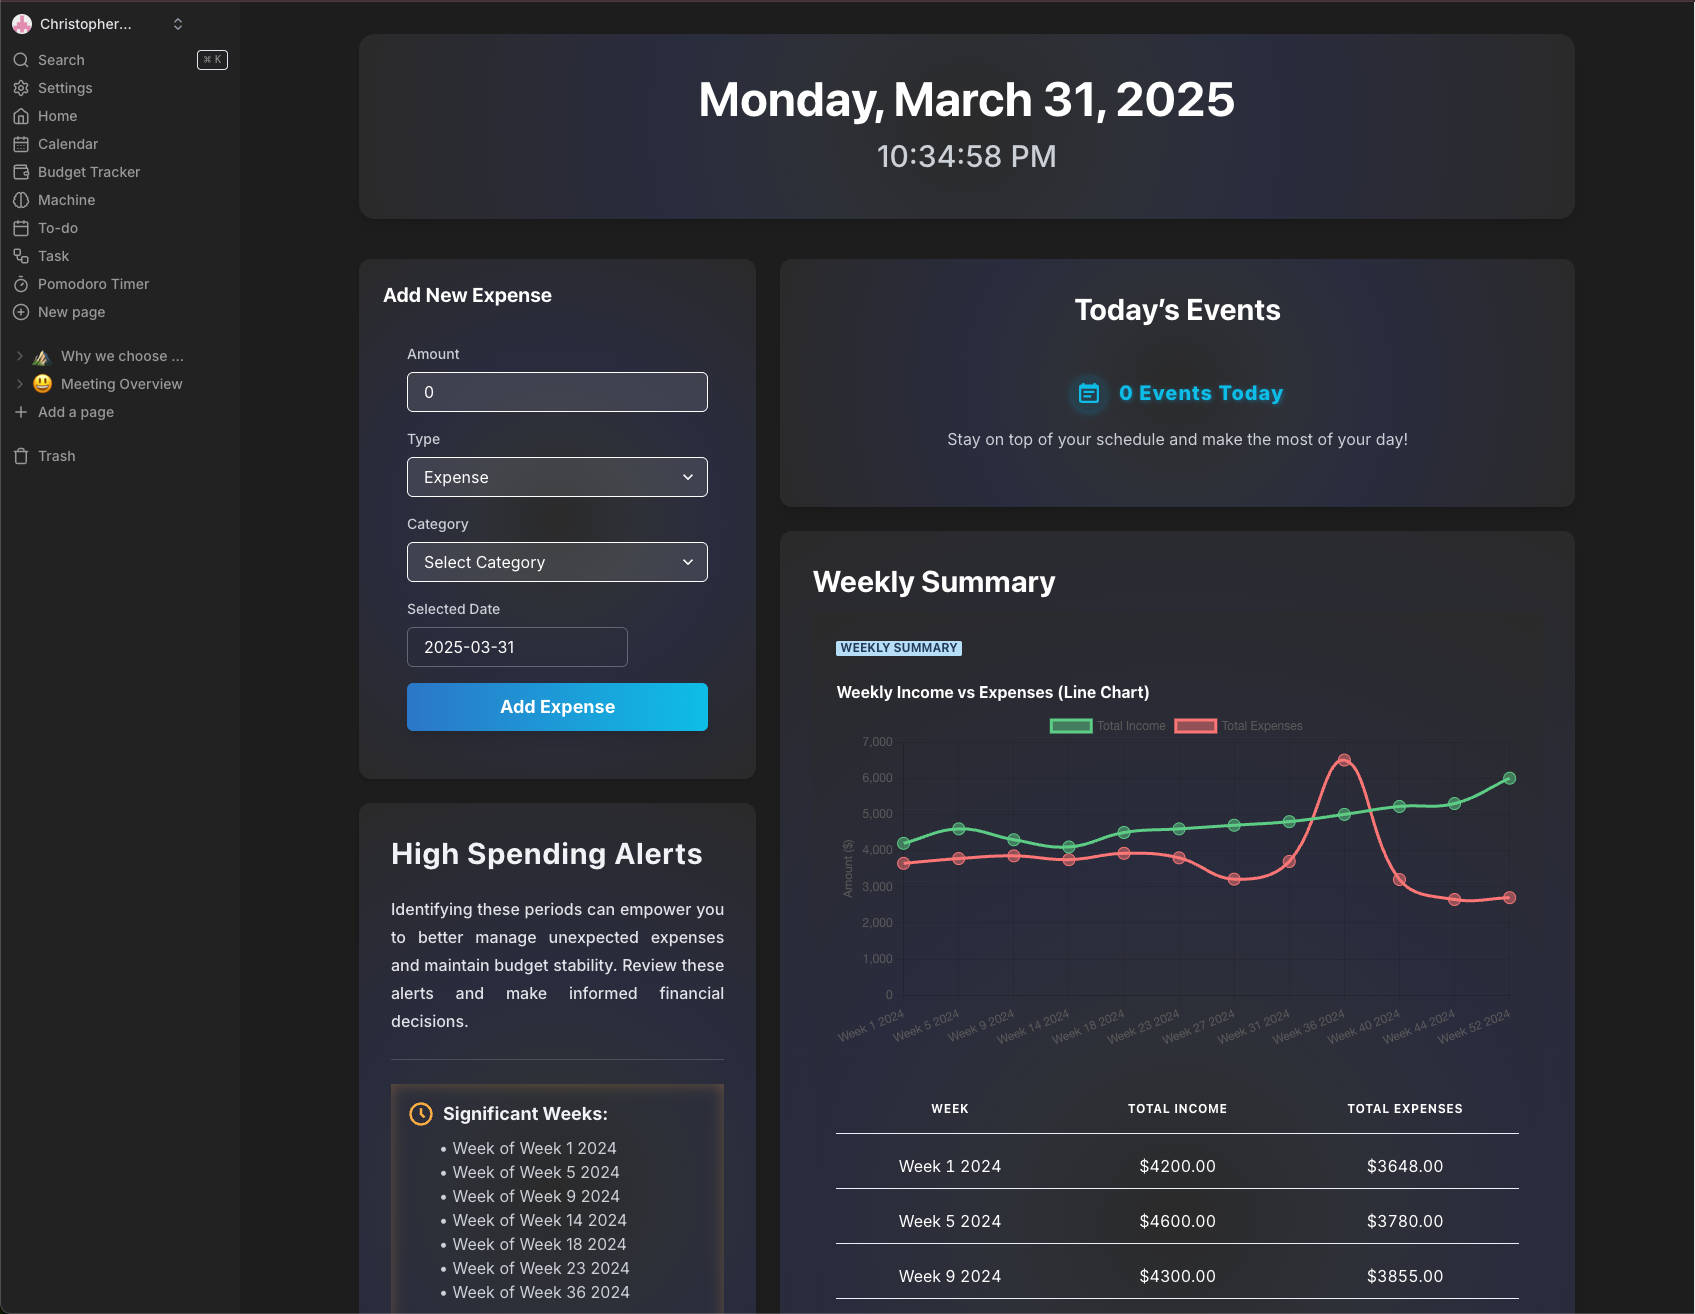 Christopher...
Search
⌘ K
Settings
Home
Calendar
Budget Tracker
Machine
To-do
Task
Pomodoro Timer
New page
Why we choose ...
Meeting Overview
Add a page
Trash
Monday, March 31, 2025
10:34:58 PM
Add New Expense
Amount
0
Type
Expense
Category
Select Category
Selected Date
2025-03-31
Add Expense
High Spending Alerts
Identifying these periods can empower you
to better manage unexpected expenses
and maintain budget stability. Review these
alerts and make informed financial
decisions.
Significant Weeks:
• Week of Week 1 2024
• Week of Week 5 2024
• Week of Week 9 2024
• Week of Week 14 2024
• Week of Week 18 2024
• Week of Week 23 2024
• Week of Week 36 2024
Today’s Events
0 Events Today
Stay on top of your schedule and make the most of your day!
Weekly Summary
WEEKLY SUMMARY
Weekly Income vs Expenses (Line Chart)
Total Income Total Expenses
Amount ($)
7,000
6,000
5,000
4,000
3,000
2,000
1,000
0
Week 1 2024
Week 5 2024
Week 9 2024
Week 14 2024
Week 18 2024
Week 23 2024
Week 27 2024
Week 31 2024
Week 36 2024
Week 40 2024
Week 44 2024
Week 52 2024
WEEK TOTAL INCOME TOTAL EXPENSES
Week 1 2024 $4200.00 $3648.00
Week 5 2024 $4600.00 $3780.00
Week 9 2024 $4300.00 $3855.00